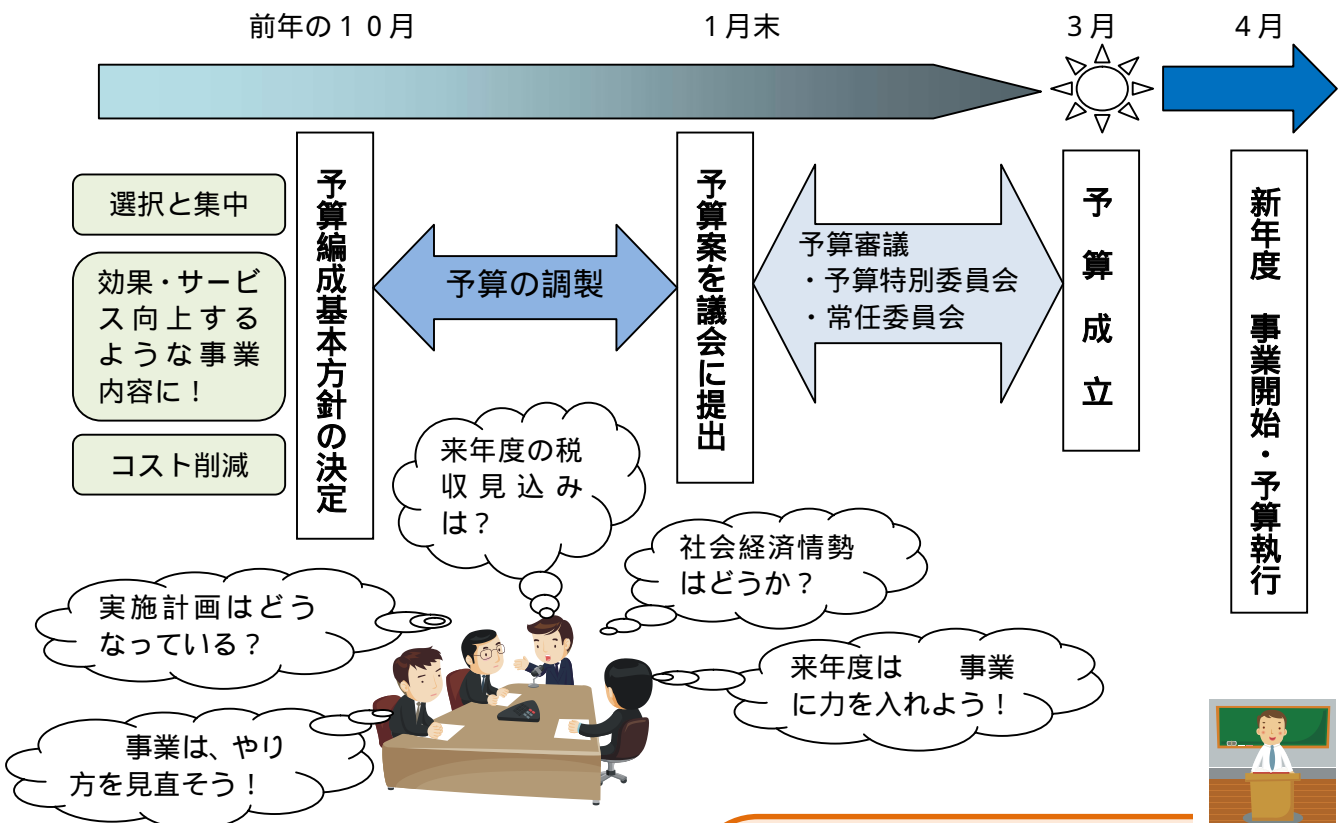 前年の１０月
１月末
３月
４月
選択と集中
効果・サービ
ス向上する
ような事業
内容に！
コスト削減
予算編成基本方針の決定
予算の調製
予算案を議会に提出
予算審議
・予算特別委員会
・常任委員会
予算成立
新年度　事業開始・予算執行
来年度の税
収見込み
は？
社会経済情勢
はどうか？
実施計画はどう
なっている？
来年度は　　事業
に力を入れよう！
事業は、やり
方を見直そう！